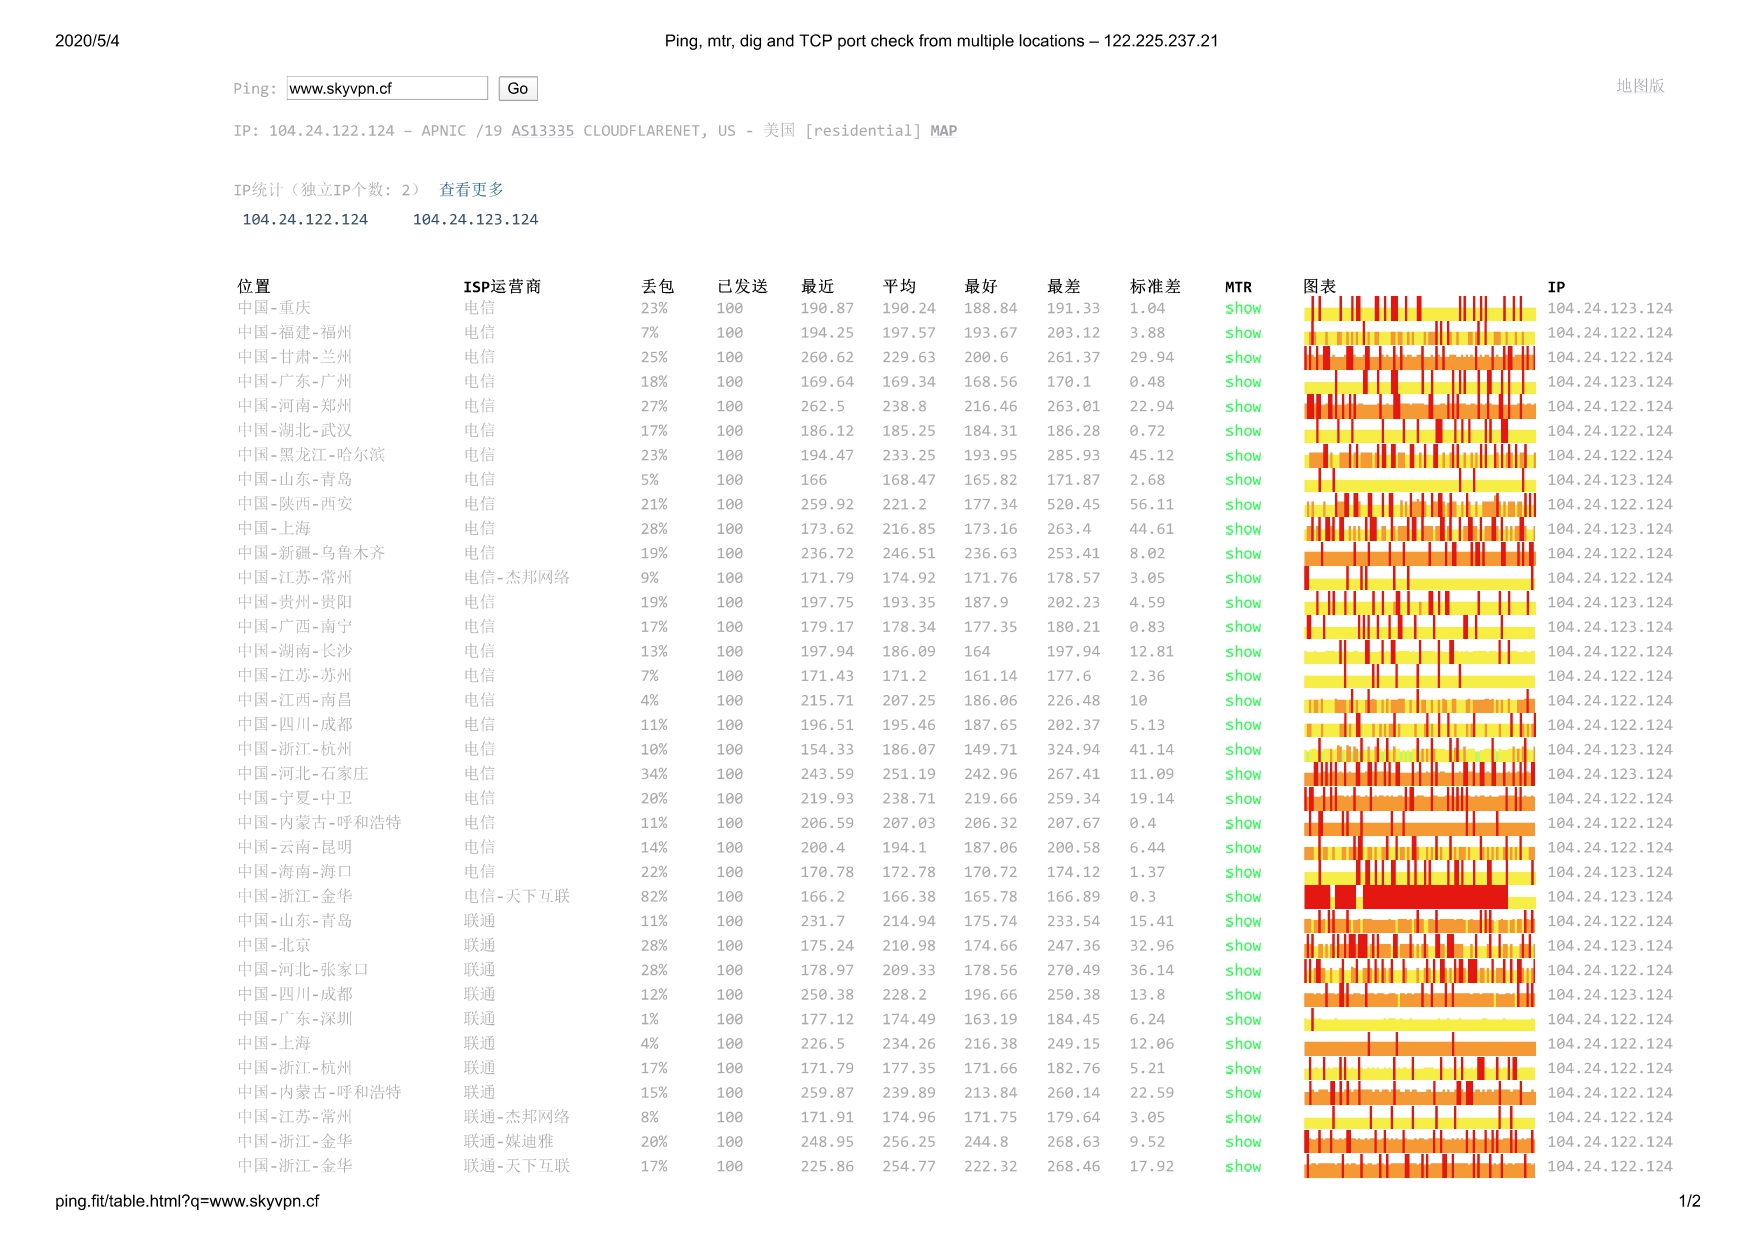 2020/5/4 Ping, mtr, dig and TCP port check from multiple locations – 122.225.237.21
Ping: www.skyvpn.cf Go 地图版
IP: 104.24.122.124 – APNIC /19 AS13335 CLOUDFLARENET, US - 美国 [residential] MAP
IP统计（独立IP个数: 2） 查看更多
104.24.122.124 104.24.123.124
位置 ISP运营商 丢包 已发送 最近 平均 最好 最差 标准差 MTR 图表 IP
中国-重庆 电信 23% 100 190.87 190.24 188.84 191.33 1.04 show 104.24.123.124
中国-福建-福州 电信 7% 100 194.25 197.57 193.67 203.12 3.88 show 104.24.122.124
中国-甘肃-兰州 电信 25% 100 260.62 229.63 200.6 261.37 29.94 show 104.24.122.124
中国-广东-广州 电信 18% 100 169.64 169.34 168.56 170.1 0.48 show 104.24.123.124
中国-河南-郑州 电信 27% 100 262.5 238.8 216.46 263.01 22.94 show 104.24.122.124
中国-湖北-武汉 电信 17% 100 186.12 185.25 184.31 186.28 0.72 show 104.24.122.124
中国-黑龙江-哈尔滨 电信 23% 100 194.47 233.25 193.95 285.93 45.12 show 104.24.122.124
中国-山东-青岛 电信 5% 100 166 168.47 165.82 171.87 2.68 show 104.24.123.124
中国-陕西-西安 电信 21% 100 259.92 221.2 177.34 520.45 56.11 show 104.24.122.124
中国-上海 电信 28% 100 173.62 216.85 173.16 263.4 44.61 show 104.24.123.124
中国-新疆-乌鲁木齐 电信 19% 100 236.72 246.51 236.63 253.41 8.02 show 104.24.122.124
中国-江苏-常州 电信-杰邦网络 9% 100 171.79 174.92 171.76 178.57 3.05 show 104.24.122.124
中国-贵州-贵阳 电信 19% 100 197.75 193.35 187.9 202.23 4.59 show 104.24.123.124
中国-广西-南宁 电信 17% 100 179.17 178.34 177.35 180.21 0.83 show 104.24.123.124
中国-湖南-长沙 电信 13% 100 197.94 186.09 164 197.94 12.81 show 104.24.122.124
中国-江苏-苏州 电信 7% 100 171.43 171.2 161.14 177.6 2.36 show 104.24.122.124
中国-江西-南昌 电信 4% 100 215.71 207.25 186.06 226.48 10 show 104.24.122.124
中国-四川-成都 电信 11% 100 196.51 195.46 187.65 202.37 5.13 show 104.24.122.124
中国-浙江-杭州 电信 10% 100 154.33 186.07 149.71 324.94 41.14 show 104.24.123.124
中国-河北-石家庄 电信 34% 100 243.59 251.19 242.96 267.41 11.09 show 104.24.123.124
中国-宁夏-中卫 电信 20% 100 219.93 238.71 219.66 259.34 19.14 show 104.24.122.124
中国-内蒙古-呼和浩特 电信 11% 100 206.59 207.03 206.32 207.67 0.4 show 104.24.122.124
中国-云南-昆明 电信 14% 100 200.4 194.1 187.06 200.58 6.44 show 104.24.122.124
中国-海南-海口 电信 22% 100 170.78 172.78 170.72 174.12 1.37 show 104.24.123.124
中国-浙江-金华 电信-天下互联 82% 100 166.2 166.38 165.78 166.89 0.3 show 104.24.123.124
中国-山东-青岛 联通 11% 100 231.7 214.94 175.74 233.54 15.41 show 104.24.122.124
中国-北京 联通 28% 100 175.24 210.98 174.66 247.36 32.96 show 104.24.123.124
中国-河北-张家口 联通 28% 100 178.97 209.33 178.56 270.49 36.14 show 104.24.122.124
中国-四川-成都 联通 12% 100 250.38 228.2 196.66 250.38 13.8 show 104.24.123.124
中国-广东-深圳 联通 1% 100 177.12 174.49 163.19 184.45 6.24 show 104.24.122.124
中国-上海 联通 4% 100 226.5 234.26 216.38 249.15 12.06 show 104.24.122.124
中国-浙江-杭州 联通 17% 100 171.79 177.35 171.66 182.76 5.21 show 104.24.122.124
中国-内蒙古-呼和浩特 联通 15% 100 259.87 239.89 213.84 260.14 22.59 show 104.24.122.124
中国-江苏-常州 联通-杰邦网络 8% 100 171.91 174.96 171.75 179.64 3.05 show 104.24.122.124
中国-浙江-金华 联通-媒迪雅 20% 100 248.95 256.25 244.8 268.63 9.52 show 104.24.122.124
中国-浙江-金华 联通-天下互联 17% 100 225.86 254.77 222.32 268.46 17.92 show 104.24.122.124
ping.fit/table.html?q=www.skyvpn.cf 1/2